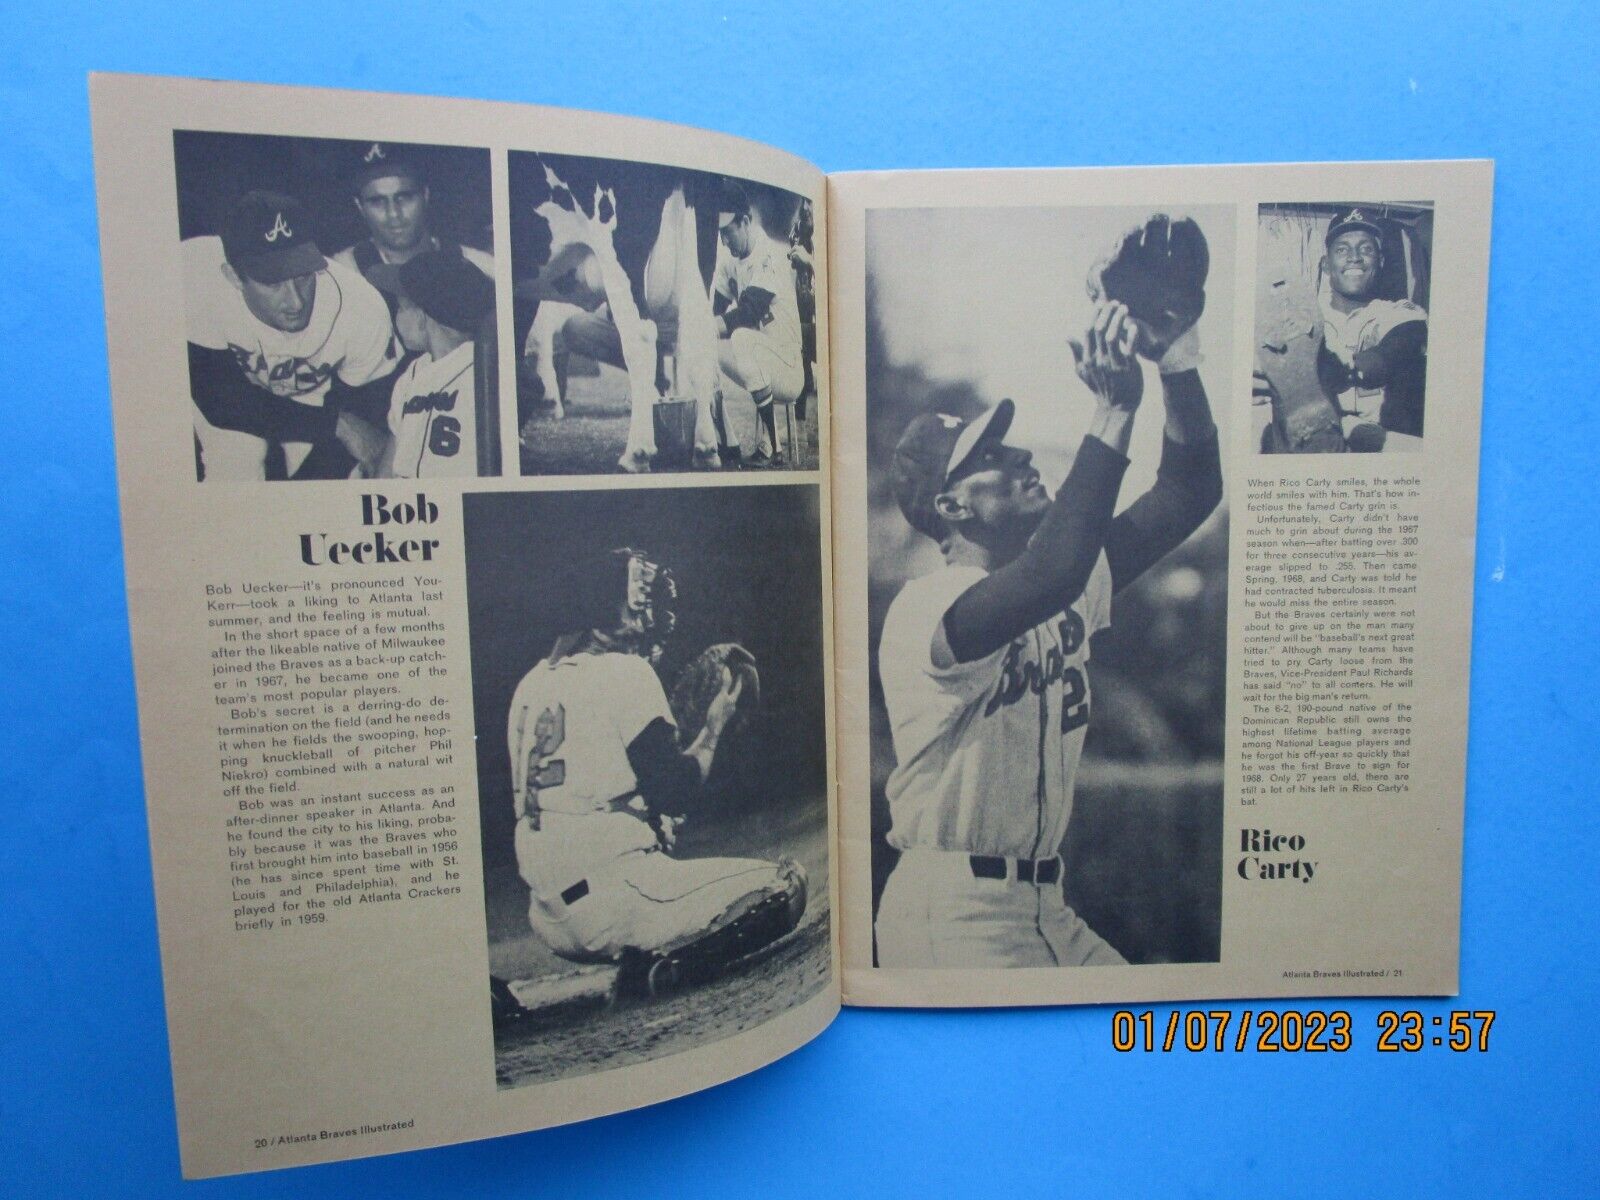 A
A
Braves
raves
6
Bob
Uecker
Bob Uecker—it's pronounced You-
Kerr—took a liking to Atlanta last
summer, and the feeling is mutual.
In the short space of a few months
after the likeable native of Milwaukee
joined the Braves as a back-up catch-
er in 1967, he became one of the
team's most popular players.
Bob's secret is a derring-do de-
termination on the field (and he needs
it when he fields the swooping, hop-
ping knuckleball of pitcher Phil
Niekro) combined with a natural wit
off the field.
Bob was an instant success as an
after-dinner speaker in Atlanta. And
he found the city to his liking, proba-
bly because it was the Braves who
first brought him into baseball in 1956
(he has since spent time with St.
Louis and Philadelphia), and he
played for the old Atlanta Crackers
briefly in 1959.
12
20 / Atlanta Braves Illustrated
Braves
2
A
When Rico Carty smiles, the whole
world smiles with him. That's how in-
fectious the famed Carty grin is.
Unfortunately, Carty didn't have
much to grin about during the 1967
season when—after batting over .300
for three consecutive years—his av-
erage slipped to .255. Then came
Spring, 1968, and Carty was told he
had contracted tuberculosis. It meant
he would miss the entire season.
But the Braves certainly were not
about to give up on the man many
contend will be "baseball's next great
hitter." Although many teams have
tried to pry Carty loose from the
Braves, Vice-President Paul Richards
has said "no" to all comers. He will
wait for the big man's return.
The 6-2, 190-pound native of the
Dominican Republic still owns the
highest lifetime batting average
among National League players and
he forgot his off-year so quickly that
he was the first Brave to sign for
1968. Only 27 years old, there are
still a lot of hits left in Rico Carty's
bat.
Rico
Carty
Atlanta Braves Illustrated / 21
01/07/2023 23:57